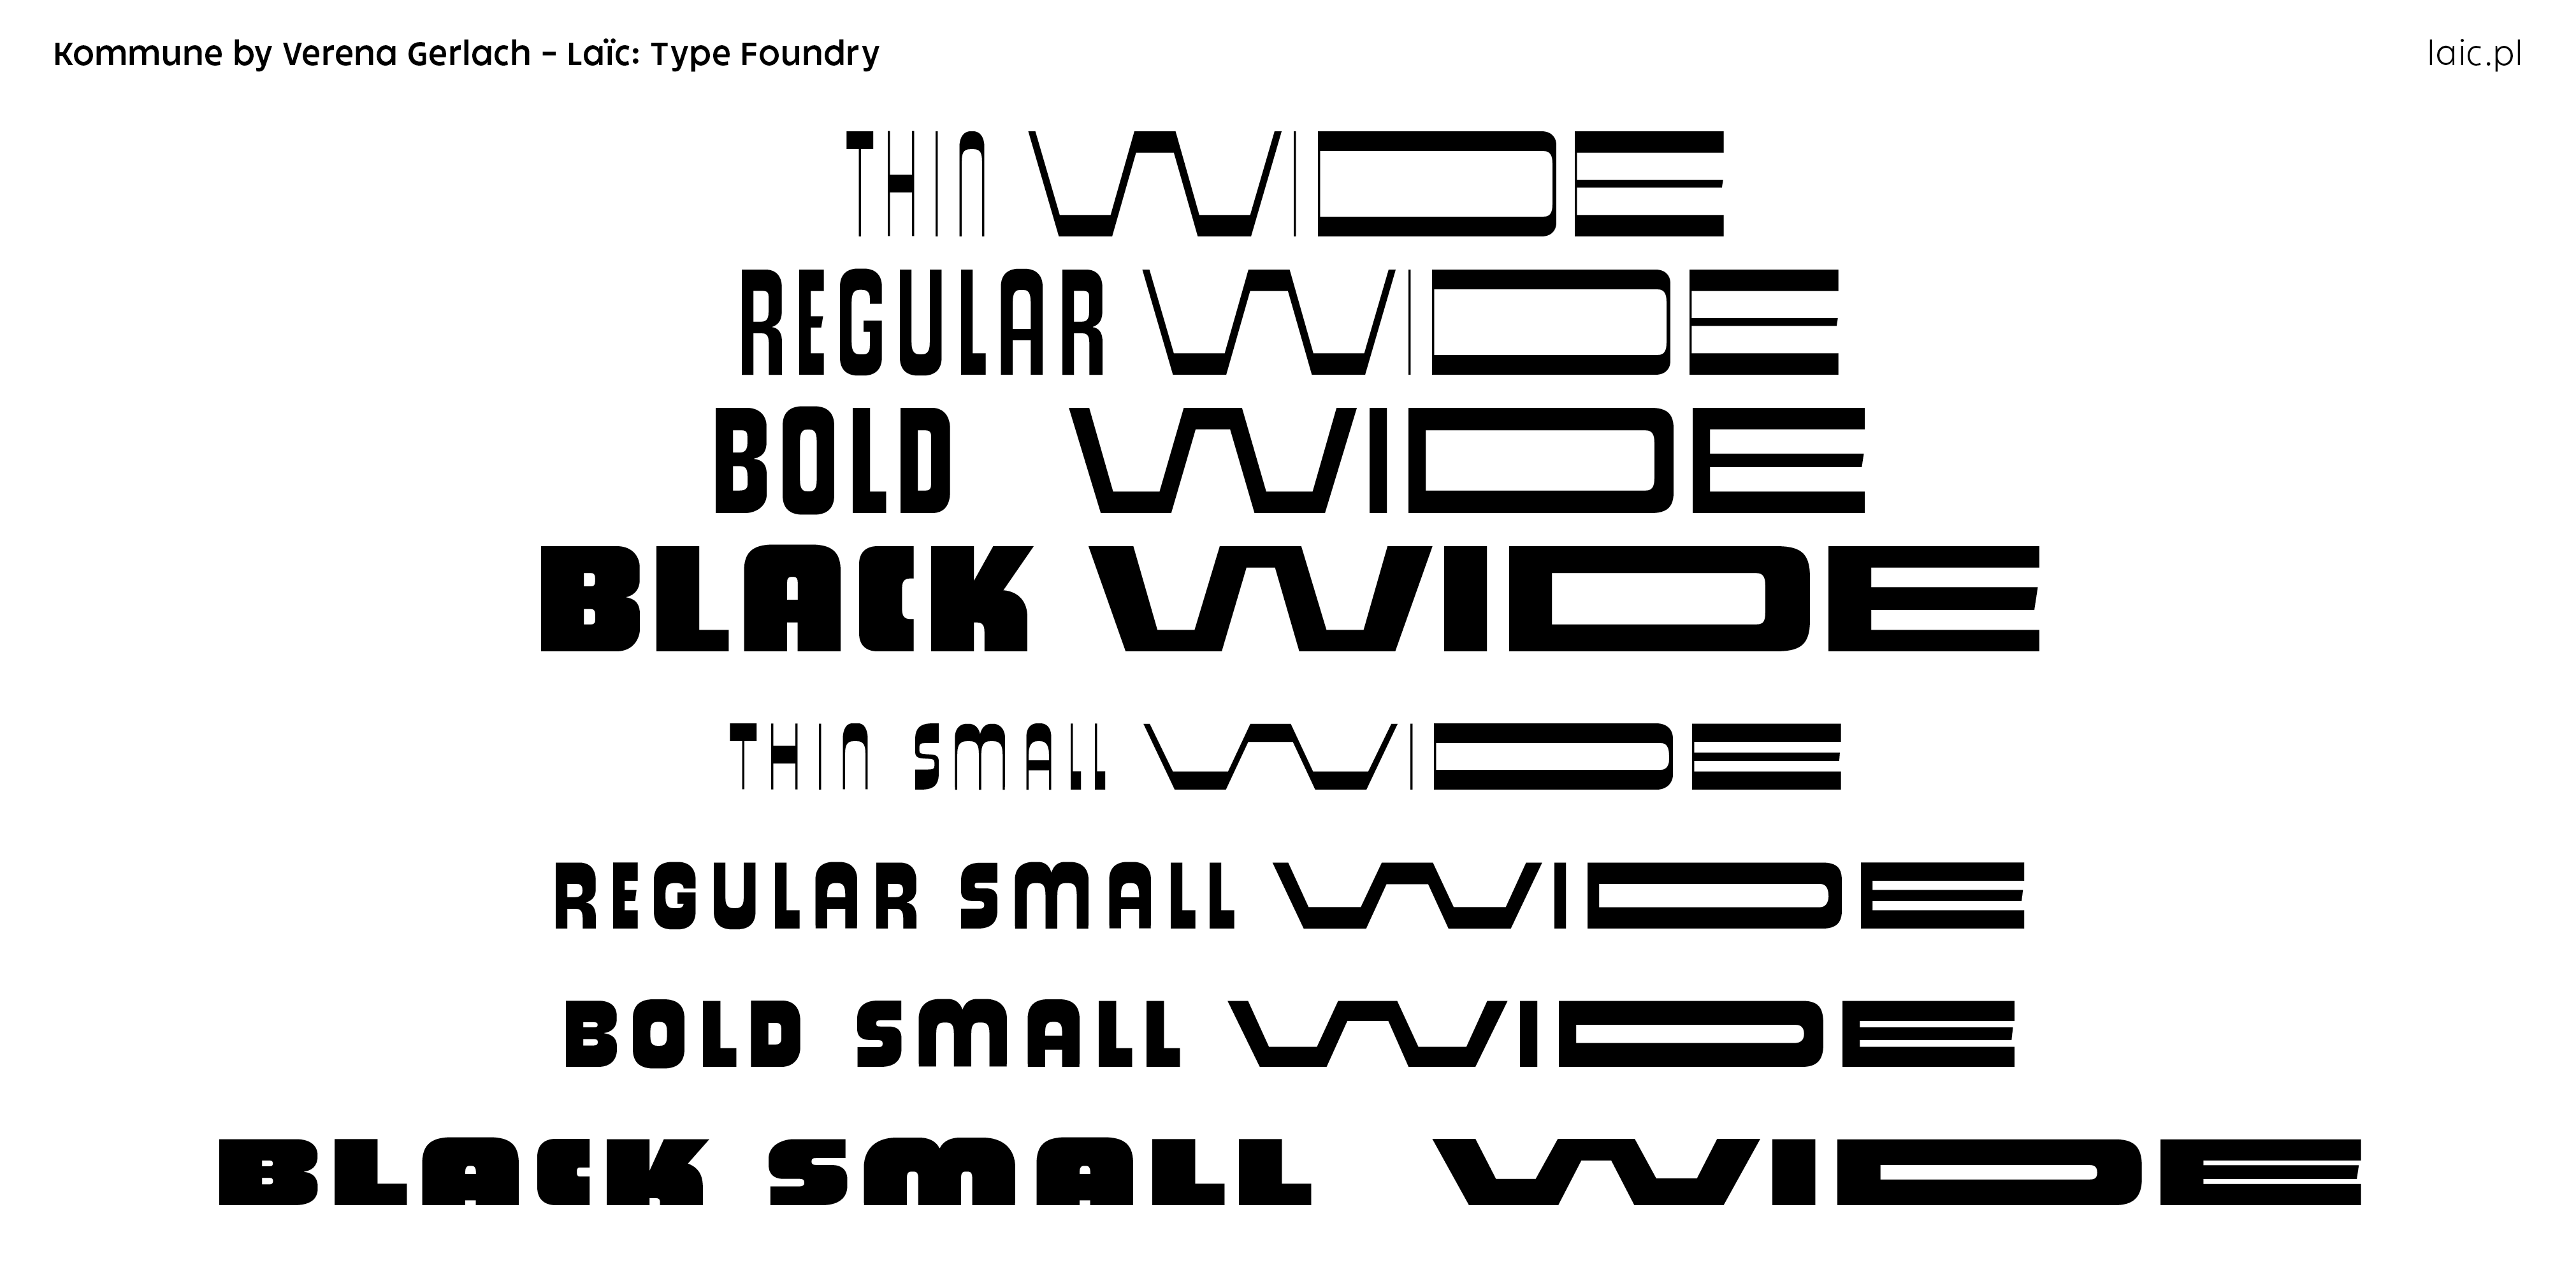 Kommune by Verena Gerlach – Laïc: Type Foundry
laic.pl
THIN WIDE
REGULAR WIDE
BOLD WIDE
BLACK WIDE
THIN SMALL WIDE
REGULAR SMALL WIDE
BOLD SMALL WIDE
BLACK SMALL WIDE